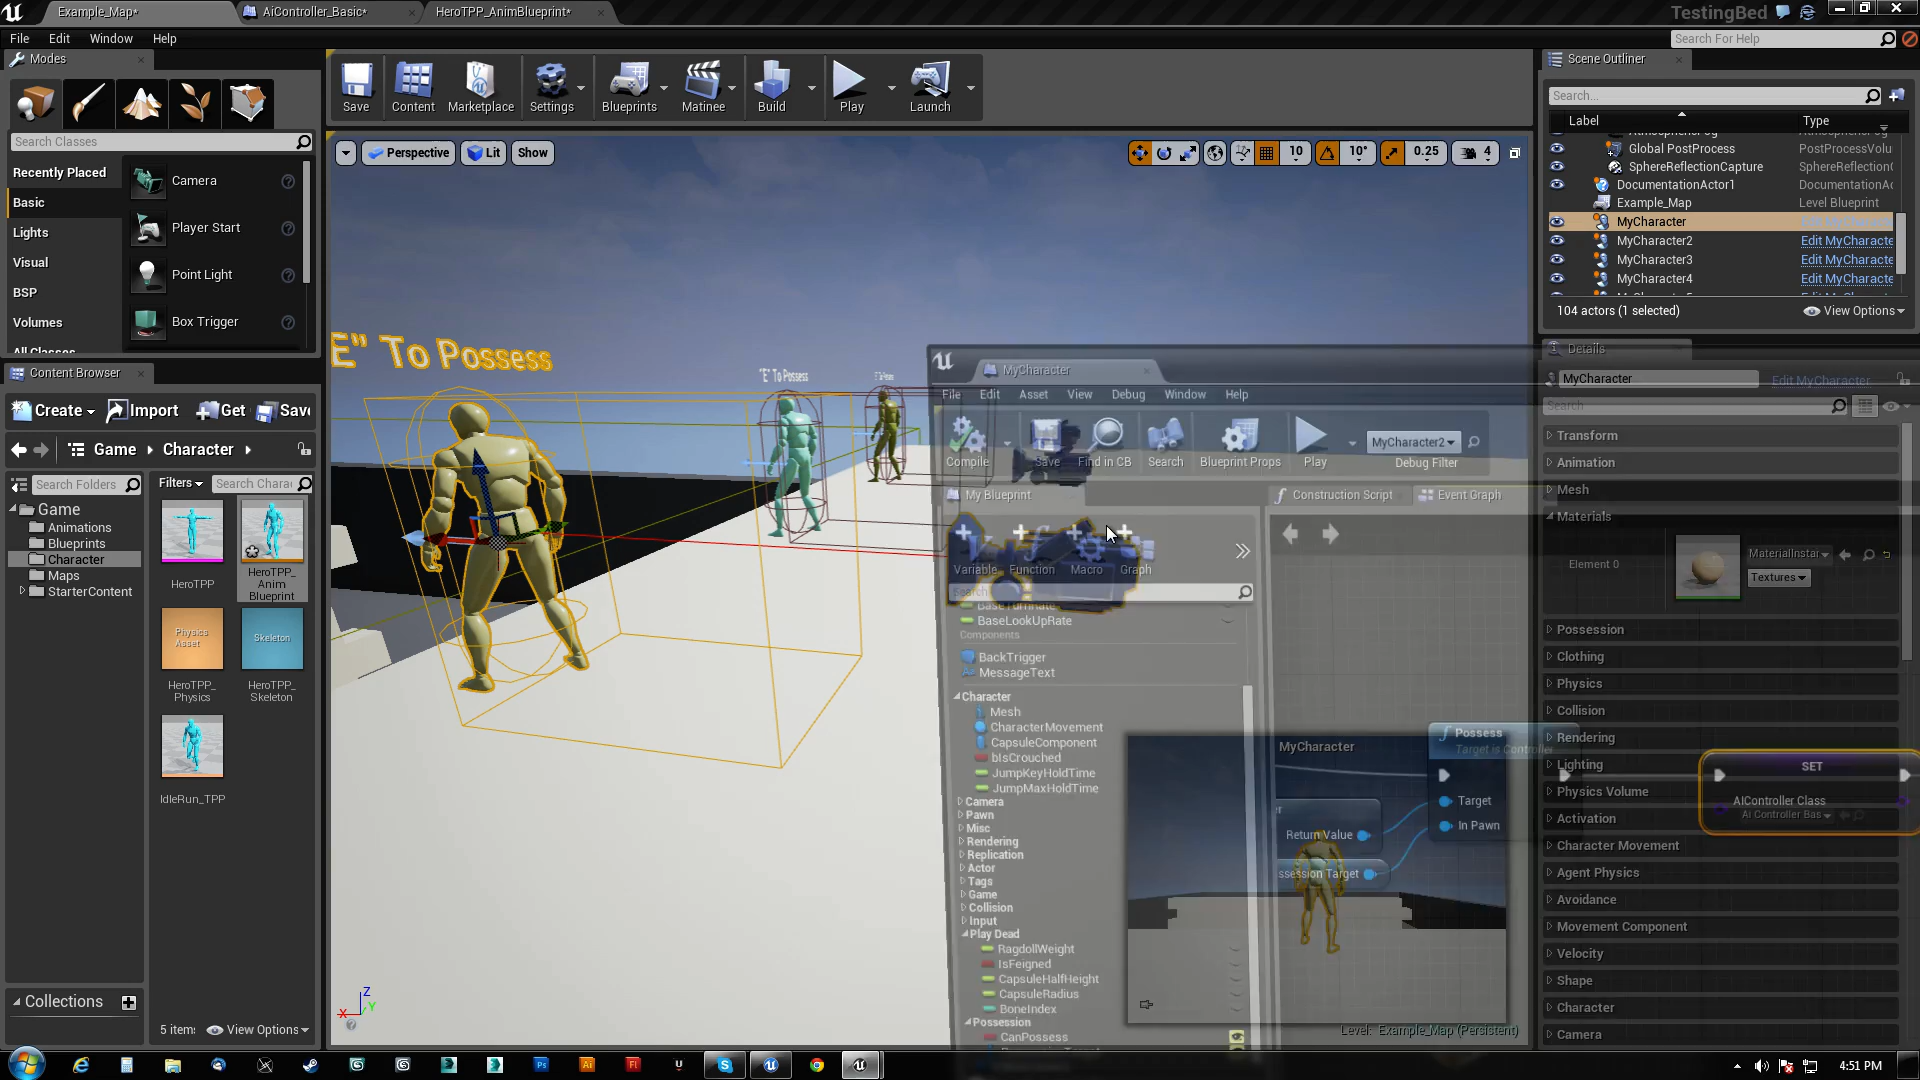 Example_Map*
AiController_Basic*
HeroTPP_AnimBlueprint*
TestingBed
File Edit Window Help
Search For Help
Modes
Search Classes
Recently Placed
Basic
Lights
Visual
BSP
Volumes
All Classes
Camera
Player Start
Point Light
Box Trigger
Save
Content
Marketplace
Settings
Blueprints
Matinee
Build
Play
Launch
Perspective
Lit
Show
10
10°
0.25
4
E" To Possess
"E" To Possess
Content Browser
Create
Import
Get
Save
Game
Character
Search Folders
Filters
Game
Animations
Blueprints
Character
Maps
StarterContent
HeroTPP
HeroTPP_
Anim
Blueprint
Physics
Asset
Skeleton
HeroTPP_
Physics
HeroTPP_
Skeleton
IdleRun_TPP
Collections
5 items
View Options
MyCharacter
File Edit Asset View Debug Window Help
Compile
Save
Find in CB
Search
Blueprint Props
Play
MyCharacter2
Debug Filter
My Blueprint
Construction Script
Event Graph
Variable
Function
Macro
Graph
Search
BaseTurnRate
BaseLookUpRate
Components
BackTrigger
MessageText
Character
Mesh
CharacterMovement
CapsuleComponent
bIsCrouched
JumpKeyHoldTime
JumpMaxHoldTime
Camera
Pawn
Misc
Rendering
Replication
Actor
Tags
Game
Collision
Input
Play Dead
RagdollWeight
IsFeigned
CapsuleHalfHeight
CapsuleRadius
BoneIndex
Possession
CanPossess
MyCharacter
Possess
Target is Controller
Target
In Pawn
Return Value
ssession Target
SET
AIController Class
Ai Controller Bas
Level: Example_Map (Persistent)
X
Y
Z
Scene Outliner
Search...
Label
Type
Global PostProcess
PostProcessVolu
SphereReflectionCapture
SphereReflectionC
DocumentationActor1
DocumentationAc
Example_Map
Level Blueprint
MyCharacter
MyCharacter2
Edit MyCharacte
MyCharacter3
Edit MyCharacte
MyCharacter4
Edit MyCharacte
104 actors (1 selected)
View Options
Details
MyCharacter
Edit MyCharacter
Search
Transform
Animation
Mesh
Materials
Element 0
MaterialInstar
Textures
Possession
Clothing
Physics
Collision
Rendering
Lighting
Physics Volume
Activation
Character Movement
Agent Physics
Avoidance
Movement Component
Velocity
Shape
Character
Camera
4:51 PM